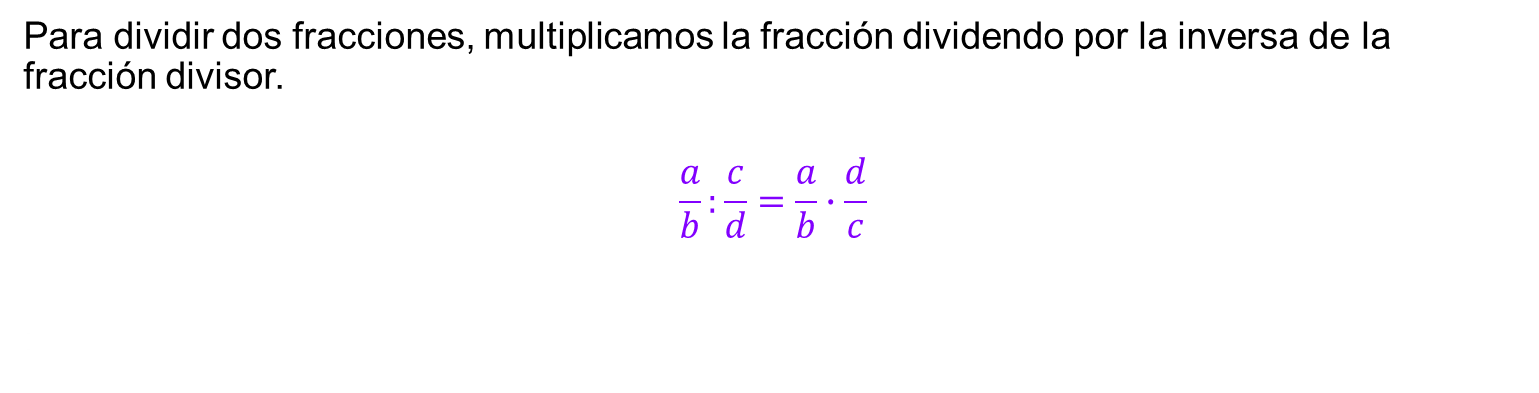 Para dividir dos fracciones, multiplicamos la fracción dividendo por la inversa de la
fracción divisor.
a/b : c/d = a/b · d/c